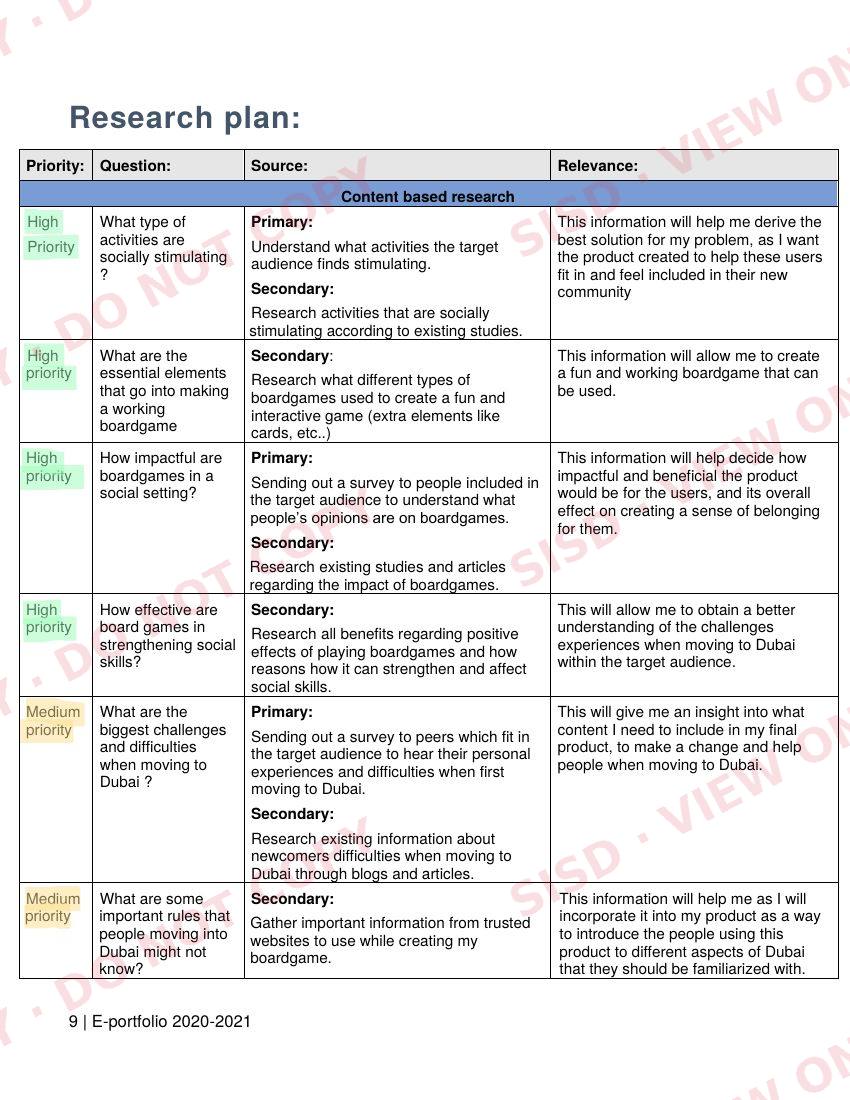 Research plan:
Priority: Question: Source: Relevance:
Content based research
High
Priority
What type of
activities are
socially stimulating
?
Primary:
Understand what activities the target
audience finds stimulating.
Secondary:
Research activities that are socially
stimulating according to existing studies.
This information will help me derive the
best solution for my problem, as I want
the product created to help these users
fit in and feel included in their new
community
High
priority
What are the
essential elements
that go into making
a working
boardgame
Secondary:
Research what different types of
boardgames used to create a fun and
interactive game (extra elements like
cards, etc..)
This information will allow me to create
a fun and working boardgame that can
be used.
High
priority
How impactful are
boardgames in a
social setting?
Primary:
Sending out a survey to people included in
the target audience to understand what
people's opinions are on boardgames.
Secondary:
Research existing studies and articles
regarding the impact of boardgames.
This information will help decide how
impactful and beneficial the product
would be for the users, and its overall
effect on creating a sense of belonging
for them.
High
priority
How effective are
board games in
strengthening social
skills?
Secondary:
Research all benefits regarding positive
effects of playing boardgames and how
reasons how it can strengthen and affect
social skills.
This will allow me to obtain a better
understanding of the challenges
experiences when moving to Dubai
within the target audience.
Medium
priority
What are the
biggest challenges
and difficulties
when moving to
Dubai ?
Primary:
Sending out a survey to peers which fit in
the target audience to hear their personal
experiences and difficulties when first
moving to Dubai.
Secondary:
Research existing information about
newcomers difficulties when moving to
Dubai through blogs and articles.
This will give me an insight into what
content I need to include in my final
product, to make a change and help
people when moving to Dubai.
Medium
priority
What are some
important rules that
people moving into
Dubai might not
know?
Secondary:
Gather important information from trusted
websites to use while creating my
boardgame.
This information will help me as I will
incorporate it into my product as a way
to introduce the people using this
product to different aspects of Dubai
that they should be familiarized with.
9 | E-portfolio 2020-2021
SISD · VIEW ON
Y · DO NOT COPY
SISD · VIEW ON
Y · DO NOT COPY
SISD · VIEW ON
Y · DO NOT COPY